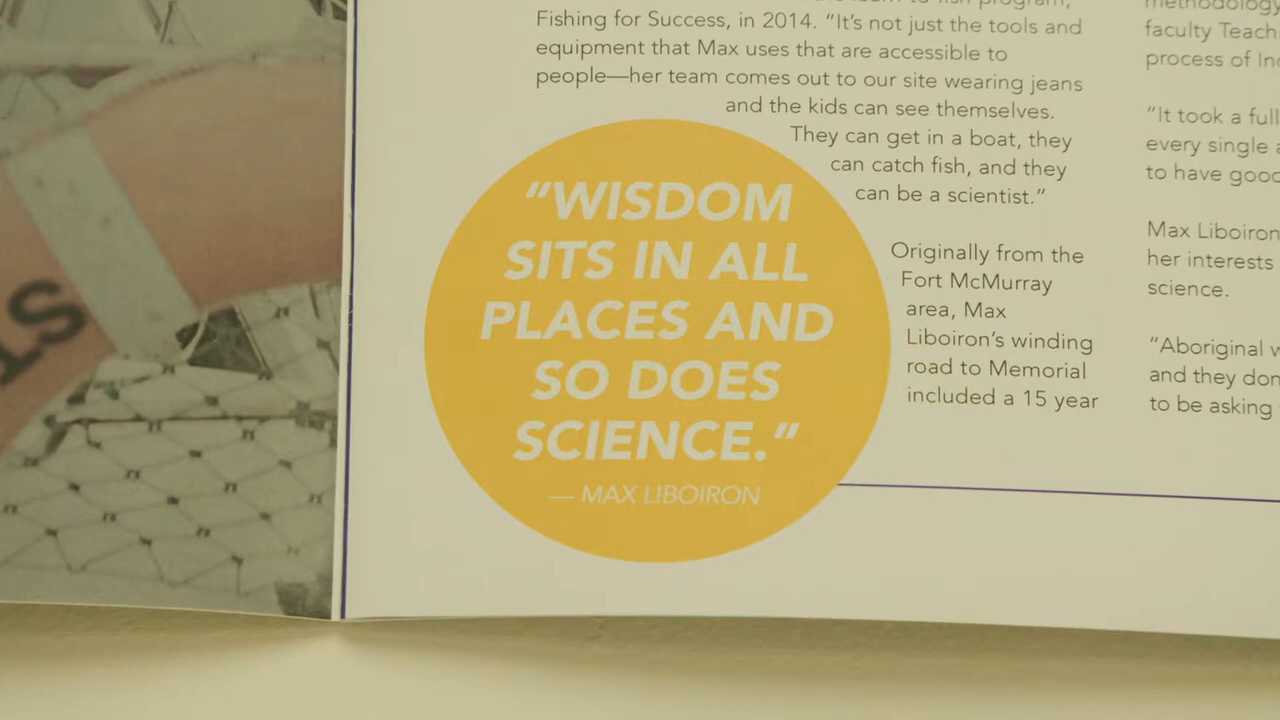 Fishing for Success, in 2014. “It’s not just the tools and
equipment that Max uses that are accessible to
people—her team comes out to our site wearing jeans
and the kids can see themselves.
They can get in a boat, they
can catch fish, and they
can be a scientist.”
“WISDOM
SITS IN ALL
PLACES AND
SO DOES
SCIENCE.”
— MAX LIBOIRON
Originally from the
Fort McMurray
area, Max
Liboiron’s winding
road to Memorial
included a 15 year
methodology
faculty Teach
process of
“It took a full
every single
to have good
Max Liboiron
her interests
science.
“Aboriginal
and they don
to be asking